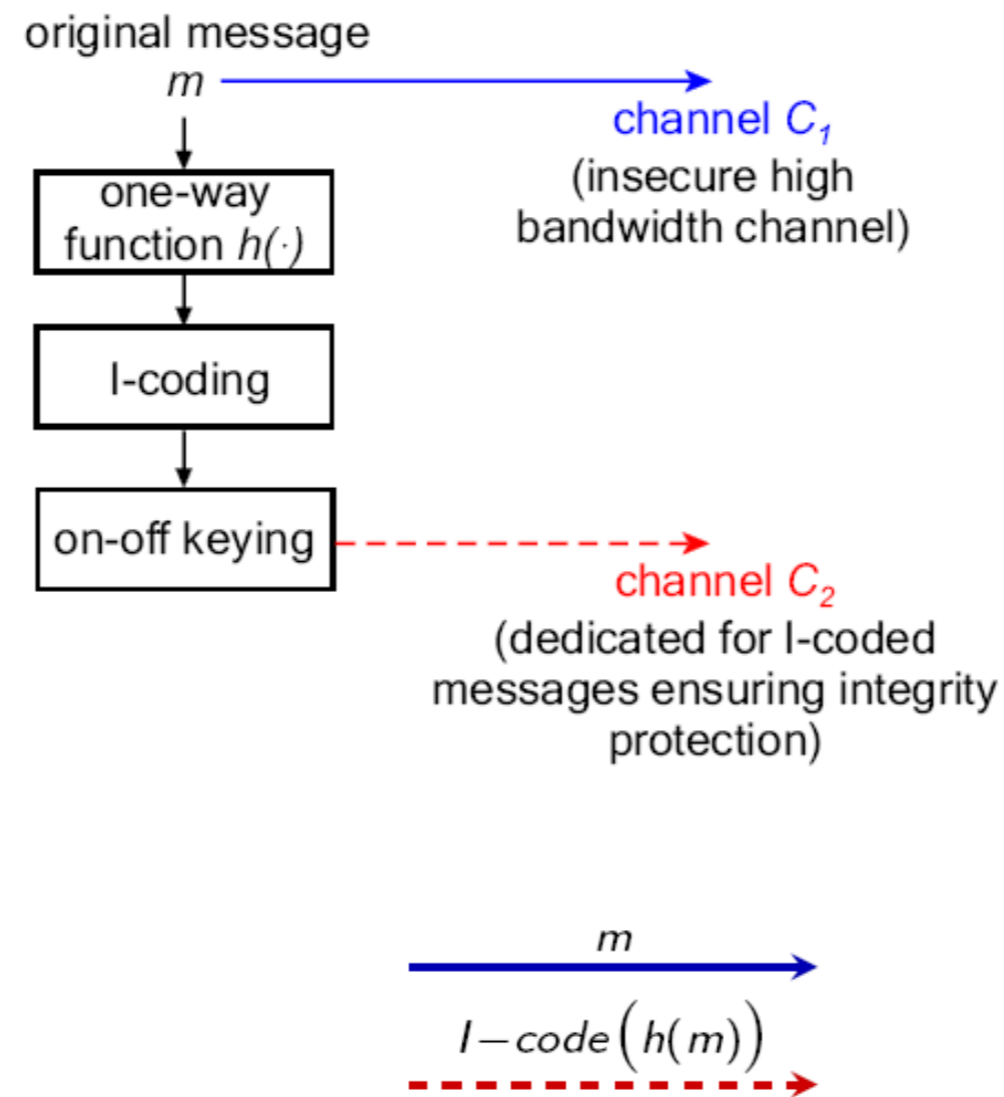 original message
m
channel C₁
(insecure high
bandwidth channel)
one-way
function h(·)
I-coding
on-off keying
channel C₂
(dedicated for I-coded
messages ensuring integrity
protection)
m
I−code(h(m))